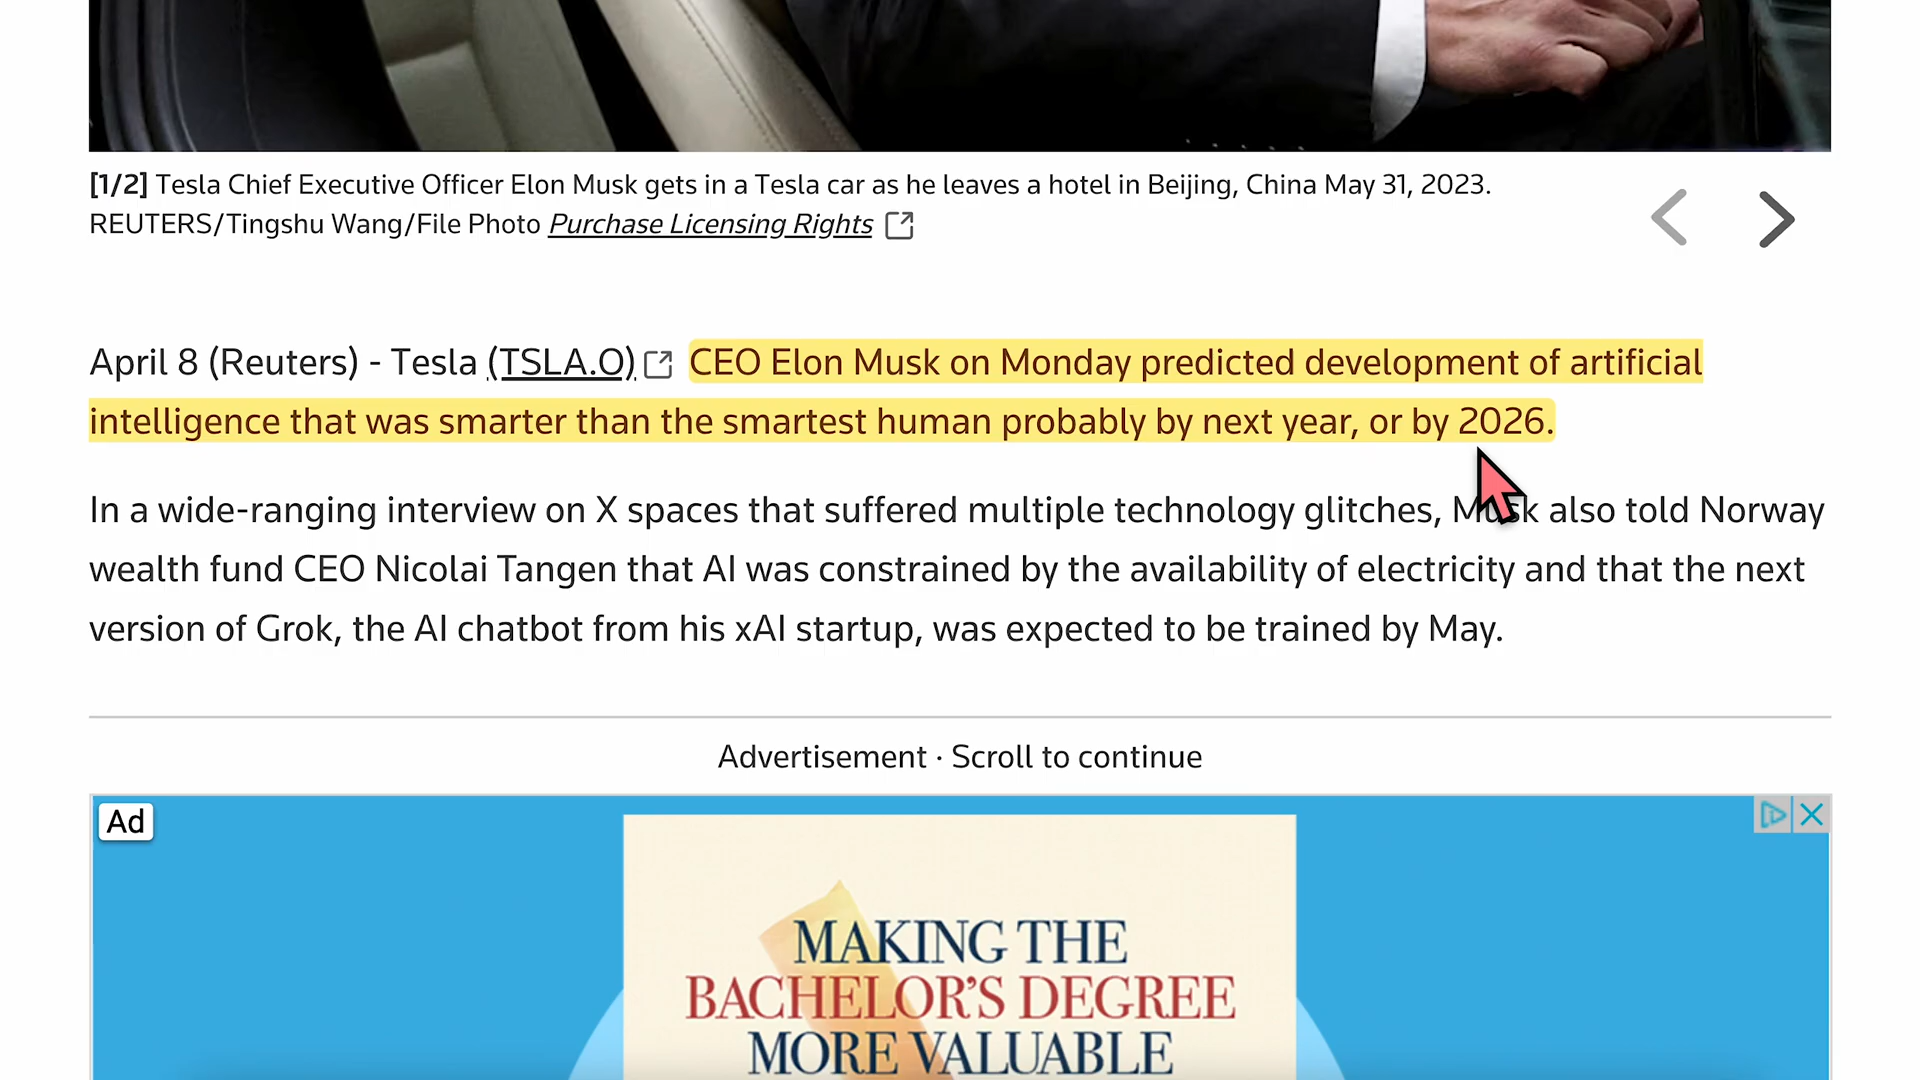 [1/2] Tesla Chief Executive Officer Elon Musk gets in a Tesla car as he leaves a hotel in Beijing, China May 31, 2023.
REUTERS/Tingshu Wang/File Photo Purchase Licensing Rights
April 8 (Reuters) - Tesla (TSLA.O) CEO Elon Musk on Monday predicted development of artificial
intelligence that was smarter than the smartest human probably by next year, or by 2026.
In a wide-ranging interview on X spaces that suffered multiple technology glitches, Musk also told Norway
wealth fund CEO Nicolai Tangen that AI was constrained by the availability of electricity and that the next
version of Grok, the AI chatbot from his xAI startup, was expected to be trained by May.
Advertisement · Scroll to continue
Ad
MAKING THE
BACHELOR'S DEGREE
MORE VALUABLE